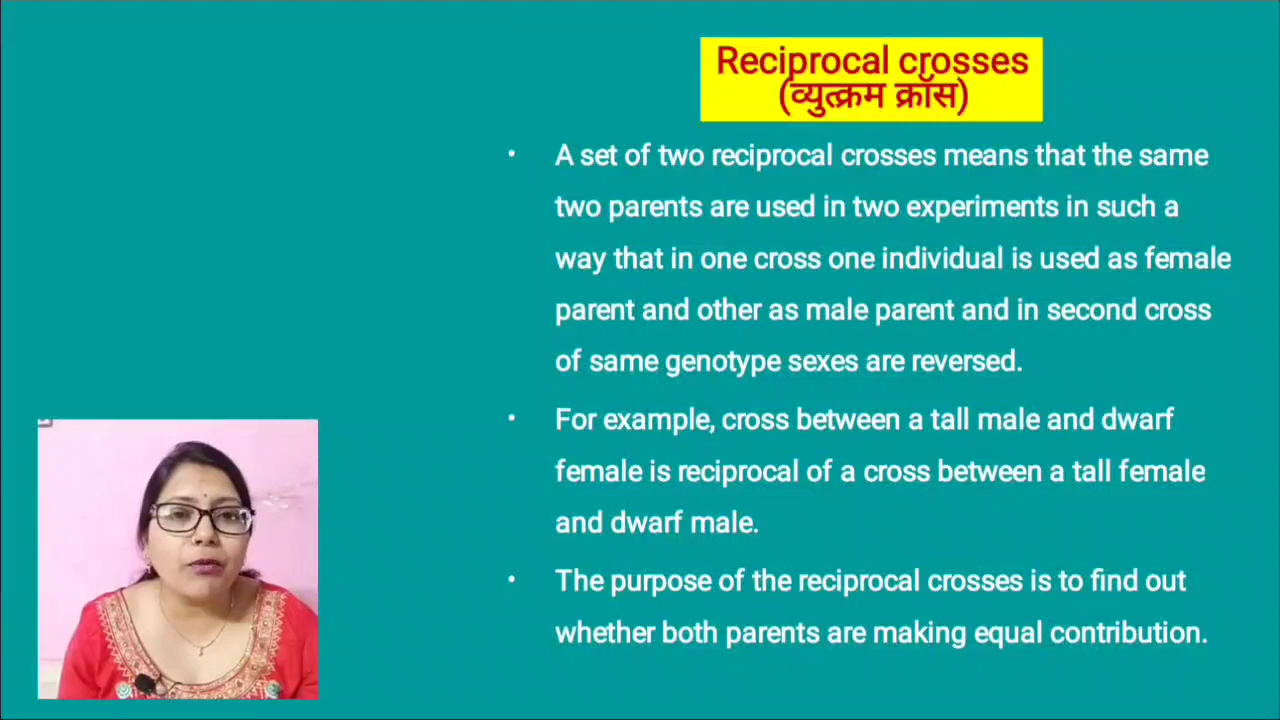 Reciprocal crosses
(व्युत्क्रम क्रॉस)
• A set of two reciprocal crosses means that the same
two parents are used in two experiments in such a
way that in one cross one individual is used as female
parent and other as male parent and in second cross
of same genotype sexes are reversed.
• For example, cross between a tall male and dwarf
female is reciprocal of a cross between a tall female
and dwarf male.
• The purpose of the reciprocal crosses is to find out
whether both parents are making equal contribution.